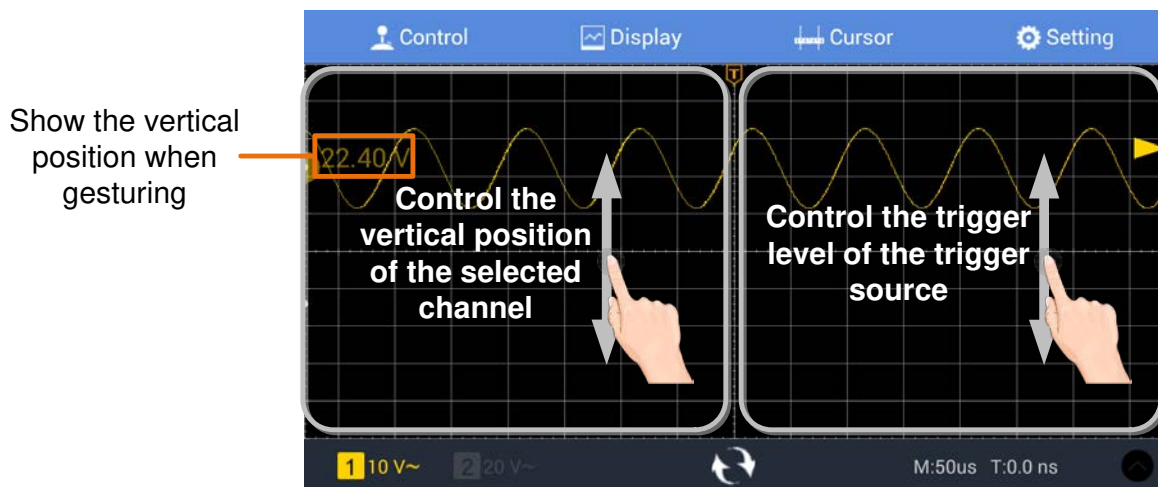 Control
Display
Cursor
Setting
T
Show the vertical
position when
gesturing
22.40 V
Control the
vertical position
of the selected
channel
Control the trigger
level of the trigger
source
1 10 V~
2 20 V~
M:50us T:0.0 ns